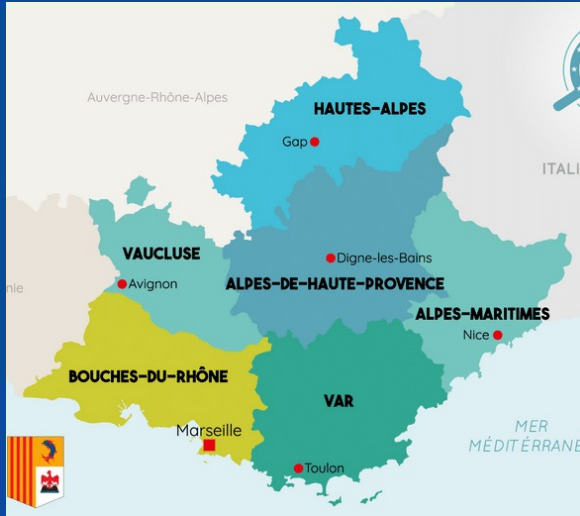 Auvergne-Rhône-Alpes
HAUTES-ALPES
Gap
ITALI
VAUCLUSE
Digne-les-Bains
nie
Avignon
ALPES-DE-HAUTE-PROVENCE
ALPES-MARITIMES
Nice
BOUCHES-DU-RHÔNE
VAR
Marseille
MER
MÉDITÉRRANE
Toulon